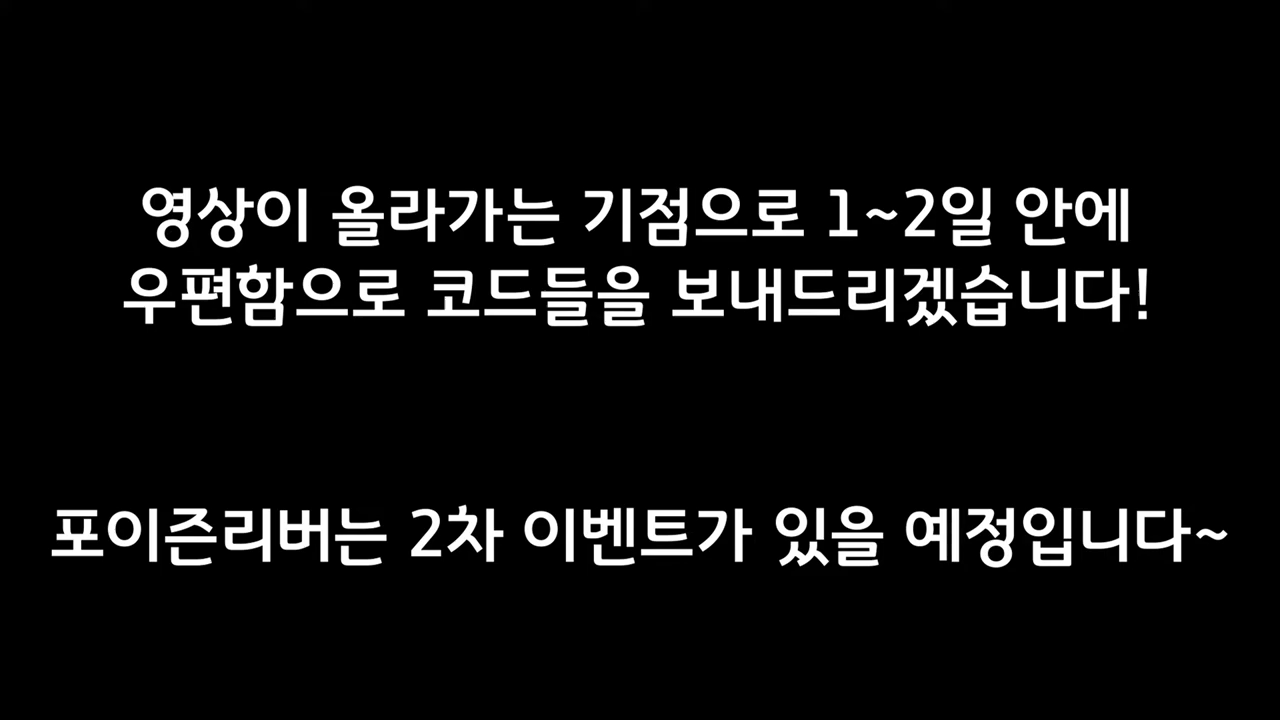 영상이 올라가는 기점으로 1~2일 안에
우편함으로 코드들을 보내드리겠습니다!
포이즌리버는 2차 이벤트가 있을 예정입니다~